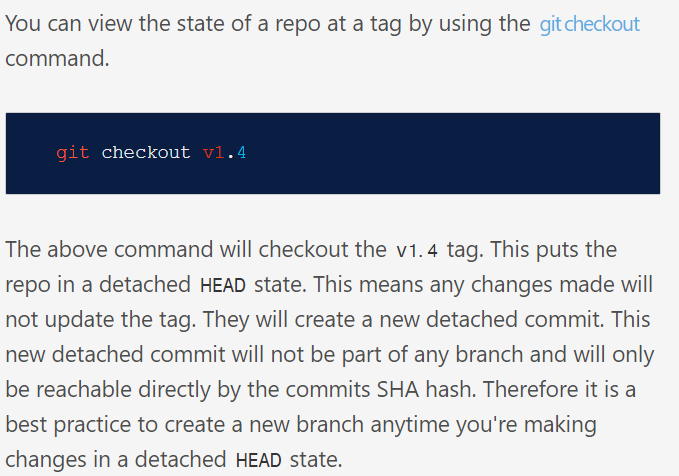 You can view the state of a repo at a tag by using the git checkout
command.
git checkout v1.4
The above command will checkout the v1.4 tag. This puts the
repo in a detached HEAD state. This means any changes made will
not update the tag. They will create a new detached commit. This
new detached commit will not be part of any branch and will only
be reachable directly by the commits SHA hash. Therefore it is a
best practice to create a new branch anytime you're making
changes in a detached HEAD state.